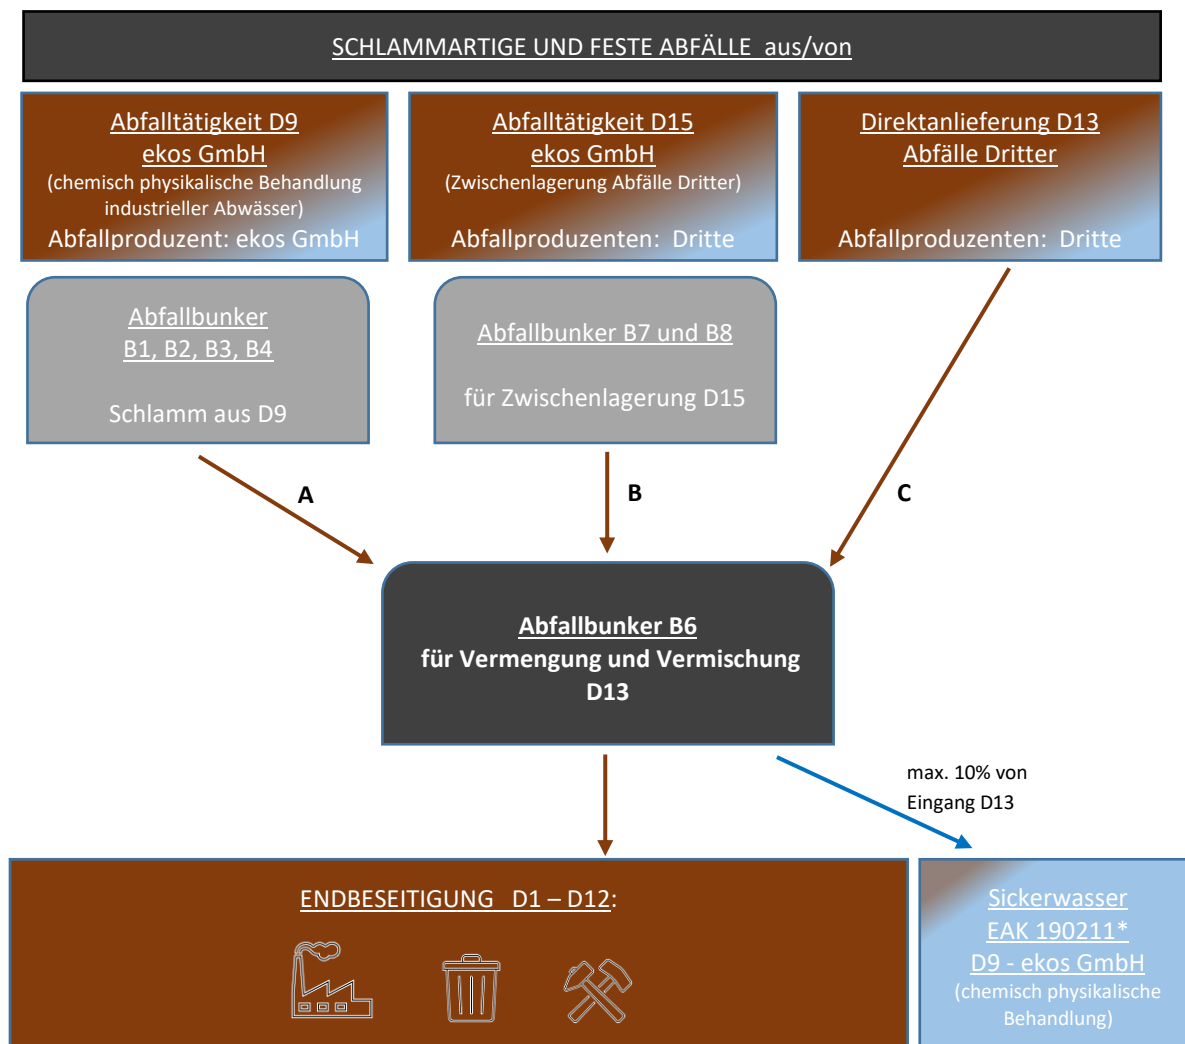 SCHLAMMARTIGE UND FESTE ABFÄLLE aus/von
Abfalltätigkeit D9
ekos GmbH
(chemisch physikalische Behandlung
industrieller Abwässer)
Abfallproduzent: ekos GmbH
Abfalltätigkeit D15
ekos GmbH
(Zwischenlagerung Abfälle Dritter)
Abfallproduzenten: Dritte
Direktanlieferung D13
Abfälle Dritter
Abfallproduzenten: Dritte
Abfallbunker
B1, B2, B3, B4
Schlamm aus D9
Abfallbunker B7 und B8
für Zwischenlagerung D15
A
B
C
Abfallbunker B6
für Vermengung und Vermischung
D13
max. 10% von
Eingang D13
ENDBESEITIGUNG D1 – D12:
Sickerwasser
EAK 190211*
D9 - ekos GmbH
(chemisch physikalische
Behandlung)